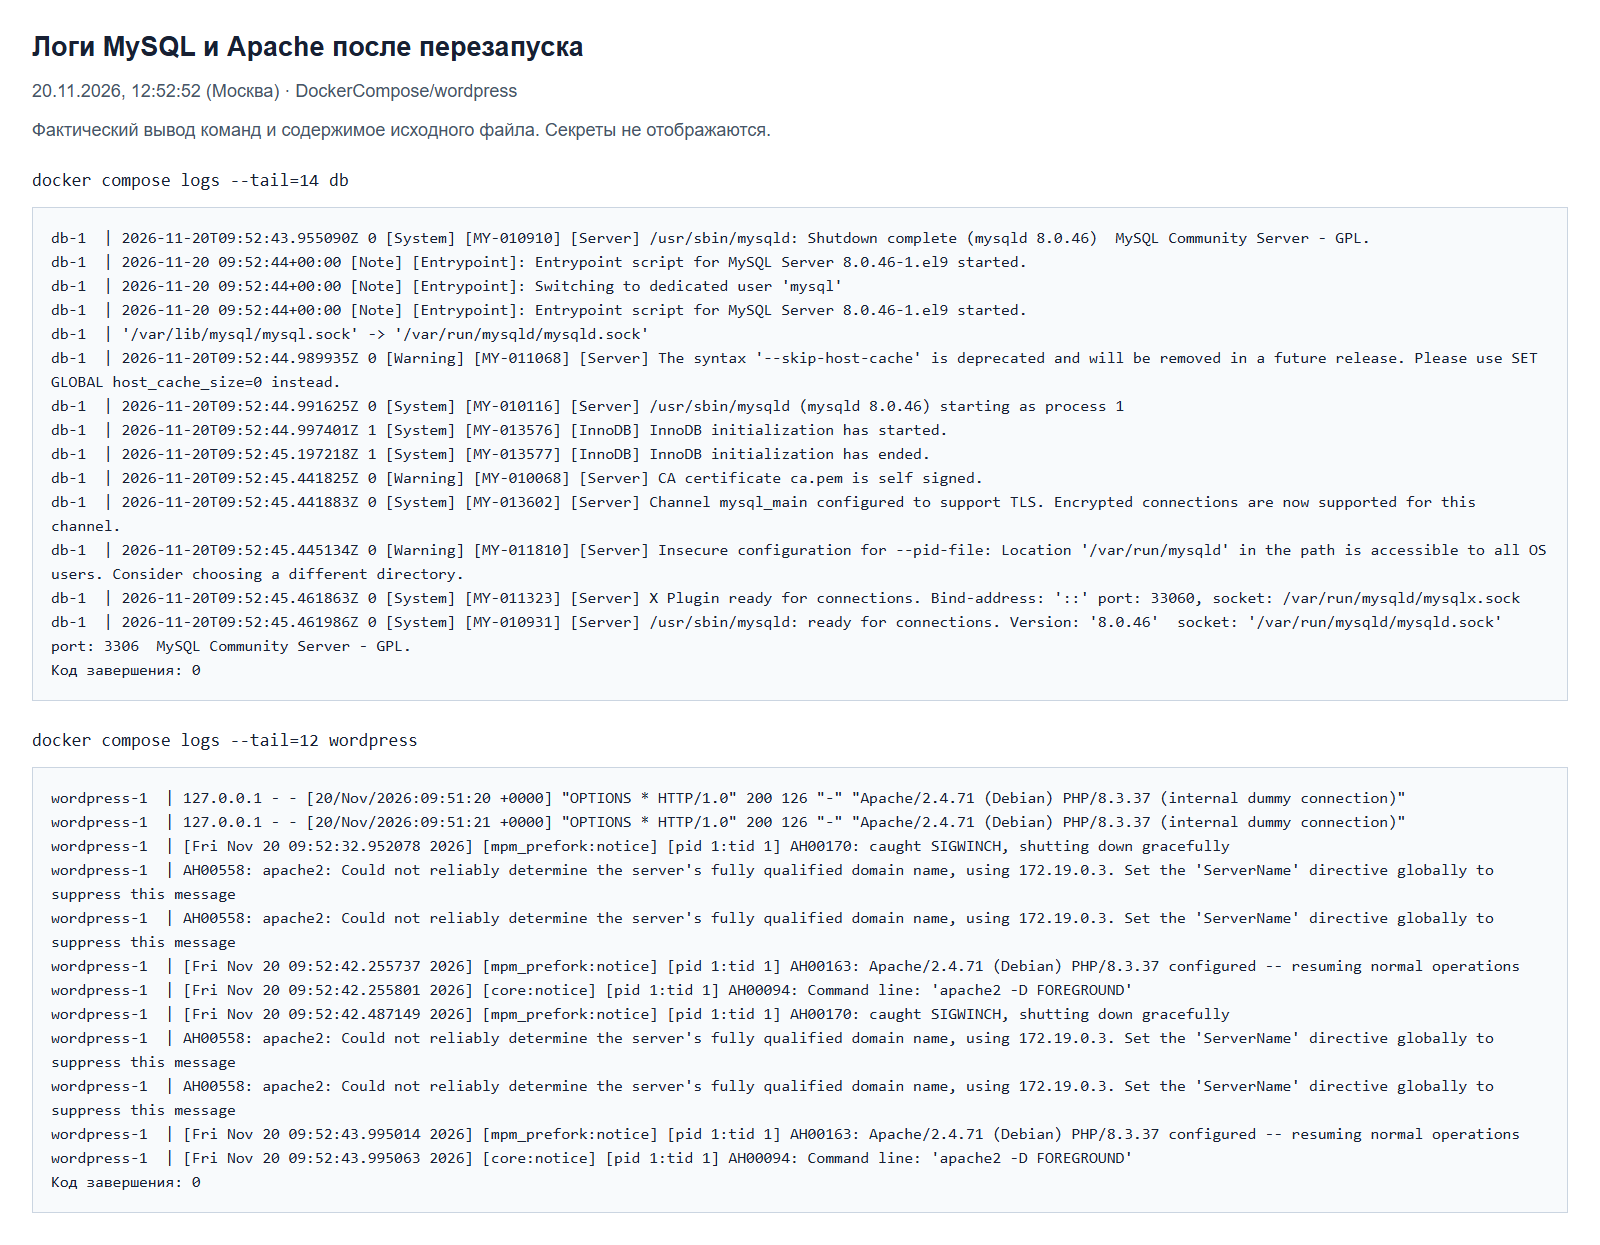 Логи MySQL и Apache после перезапуска
20.11.2026, 12:52:52 (Москва) · DockerCompose/wordpress
Фактический вывод команд и содержимое исходного файла. Секреты не отображаются.
docker compose logs --tail=14 db
db-1  | 2026-11-20T09:52:43.955090Z 0 [System] [MY-010910] [Server] /usr/sbin/mysqld: Shutdown complete (mysqld 8.0.46)  MySQL Community Server - GPL.
db-1  | 2026-11-20 09:52:44+00:00 [Note] [Entrypoint]: Entrypoint script for MySQL Server 8.0.46-1.el9 started.
db-1  | 2026-11-20 09:52:44+00:00 [Note] [Entrypoint]: Switching to dedicated user 'mysql'
db-1  | 2026-11-20 09:52:44+00:00 [Note] [Entrypoint]: Entrypoint script for MySQL Server 8.0.46-1.el9 started.
db-1  | '/var/lib/mysql/mysql.sock' -> '/var/run/mysqld/mysqld.sock'
db-1  | 2026-11-20T09:52:44.989935Z 0 [Warning] [MY-011068] [Server] The syntax '--skip-host-cache' is deprecated and will be removed in a future release. Please use SET
GLOBAL host_cache_size=0 instead.
db-1  | 2026-11-20T09:52:44.991625Z 0 [System] [MY-010116] [Server] /usr/sbin/mysqld (mysqld 8.0.46) starting as process 1
db-1  | 2026-11-20T09:52:44.997401Z 1 [System] [MY-013576] [InnoDB] InnoDB initialization has started.
db-1  | 2026-11-20T09:52:45.197218Z 1 [System] [MY-013577] [InnoDB] InnoDB initialization has ended.
db-1  | 2026-11-20T09:52:45.441825Z 0 [Warning] [MY-010068] [Server] CA certificate ca.pem is self signed.
db-1  | 2026-11-20T09:52:45.441883Z 0 [System] [MY-013602] [Server] Channel mysql_main configured to support TLS. Encrypted connections are now supported for this
channel.
db-1  | 2026-11-20T09:52:45.445134Z 0 [Warning] [MY-011810] [Server] Insecure configuration for --pid-file: Location '/var/run/mysqld' in the path is accessible to all OS
users. Consider choosing a different directory.
db-1  | 2026-11-20T09:52:45.461863Z 0 [System] [MY-011323] [Server] X Plugin ready for connections. Bind-address: '::' port: 33060, socket: /var/run/mysqld/mysqlx.sock
db-1  | 2026-11-20T09:52:45.461986Z 0 [System] [MY-010931] [Server] /usr/sbin/mysqld: ready for connections. Version: '8.0.46'  socket: '/var/run/mysqld/mysqld.sock'
port: 3306  MySQL Community Server - GPL.
Код завершения: 0
docker compose logs --tail=12 wordpress
wordpress-1  | 127.0.0.1 - - [20/Nov/2026:09:51:20 +0000] "OPTIONS * HTTP/1.0" 200 126 "-" "Apache/2.4.71 (Debian) PHP/8.3.37 (internal dummy connection)"
wordpress-1  | 127.0.0.1 - - [20/Nov/2026:09:51:21 +0000] "OPTIONS * HTTP/1.0" 200 126 "-" "Apache/2.4.71 (Debian) PHP/8.3.37 (internal dummy connection)"
wordpress-1  | [Fri Nov 20 09:52:32.952078 2026] [mpm_prefork:notice] [pid 1:tid 1] AH00170: caught SIGWINCH, shutting down gracefully
wordpress-1  | AH00558: apache2: Could not reliably determine the server's fully qualified domain name, using 172.19.0.3. Set the 'ServerName' directive globally to
suppress this message
wordpress-1  | AH00558: apache2: Could not reliably determine the server's fully qualified domain name, using 172.19.0.3. Set the 'ServerName' directive globally to
suppress this message
wordpress-1  | [Fri Nov 20 09:52:42.255737 2026] [mpm_prefork:notice] [pid 1:tid 1] AH00163: Apache/2.4.71 (Debian) PHP/8.3.37 configured -- resuming normal operations
wordpress-1  | [Fri Nov 20 09:52:42.255801 2026] [core:notice] [pid 1:tid 1] AH00094: Command line: 'apache2 -D FOREGROUND'
wordpress-1  | [Fri Nov 20 09:52:42.487149 2026] [mpm_prefork:notice] [pid 1:tid 1] AH00170: caught SIGWINCH, shutting down gracefully
wordpress-1  | AH00558: apache2: Could not reliably determine the server's fully qualified domain name, using 172.19.0.3. Set the 'ServerName' directive globally to
suppress this message
wordpress-1  | AH00558: apache2: Could not reliably determine the server's fully qualified domain name, using 172.19.0.3. Set the 'ServerName' directive globally to
suppress this message
wordpress-1  | [Fri Nov 20 09:52:43.995014 2026] [mpm_prefork:notice] [pid 1:tid 1] AH00163: Apache/2.4.71 (Debian) PHP/8.3.37 configured -- resuming normal operations
wordpress-1  | [Fri Nov 20 09:52:43.995063 2026] [core:notice] [pid 1:tid 1] AH00094: Command line: 'apache2 -D FOREGROUND'
Код завершения: 0